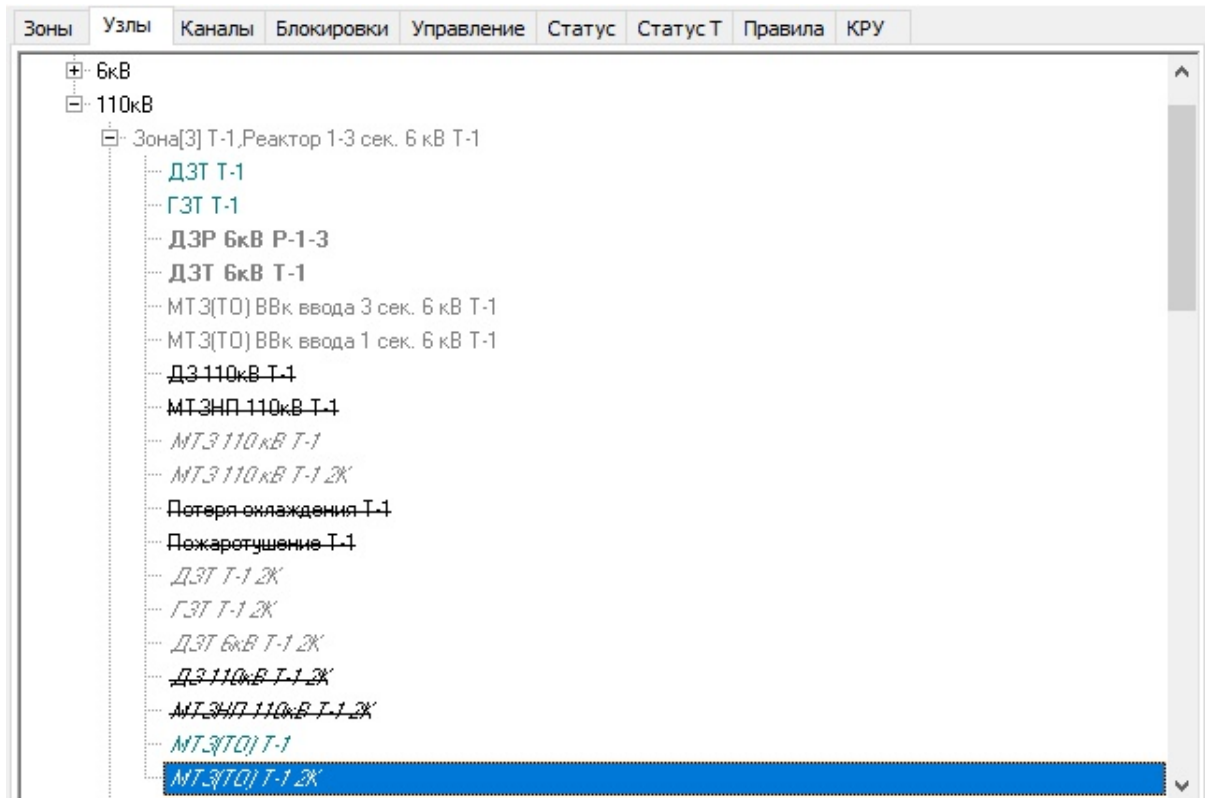 Зоны Узлы Каналы Блокировки Управление Статус Статус Т Правила КРУ
6кВ
110кВ
Зона[3] Т-1,Реактор 1-3 сек. 6 кВ Т-1
ДЗТ Т-1
ГЗТ Т-1
ДЗР 6кВ Р-1-3
ДЗТ 6кВ Т-1
МТЗ(ТО) ВВк ввода 3 сек. 6 кВ Т-1
МТЗ(ТО) ВВк ввода 1 сек. 6 кВ Т-1
ДЗ 110кВ Т-1
МТЗНП 110кВ Т-1
МТЗ 110 кВ Т-1
МТЗ 110 кВ Т-1 2К
Потеря охлаждения Т-1
Пожаротушение Т-1
ДЗТ Т-1 2К
ГЗТ Т-1 2К
ДЗТ 6кВ Т-1 2К
ДЗ 110кВ Т-1 2К
МТЗНП 110кВ Т-1 2К
МТЗ(ТО) Т-1
МТЗ(ТО) Т-1 2К